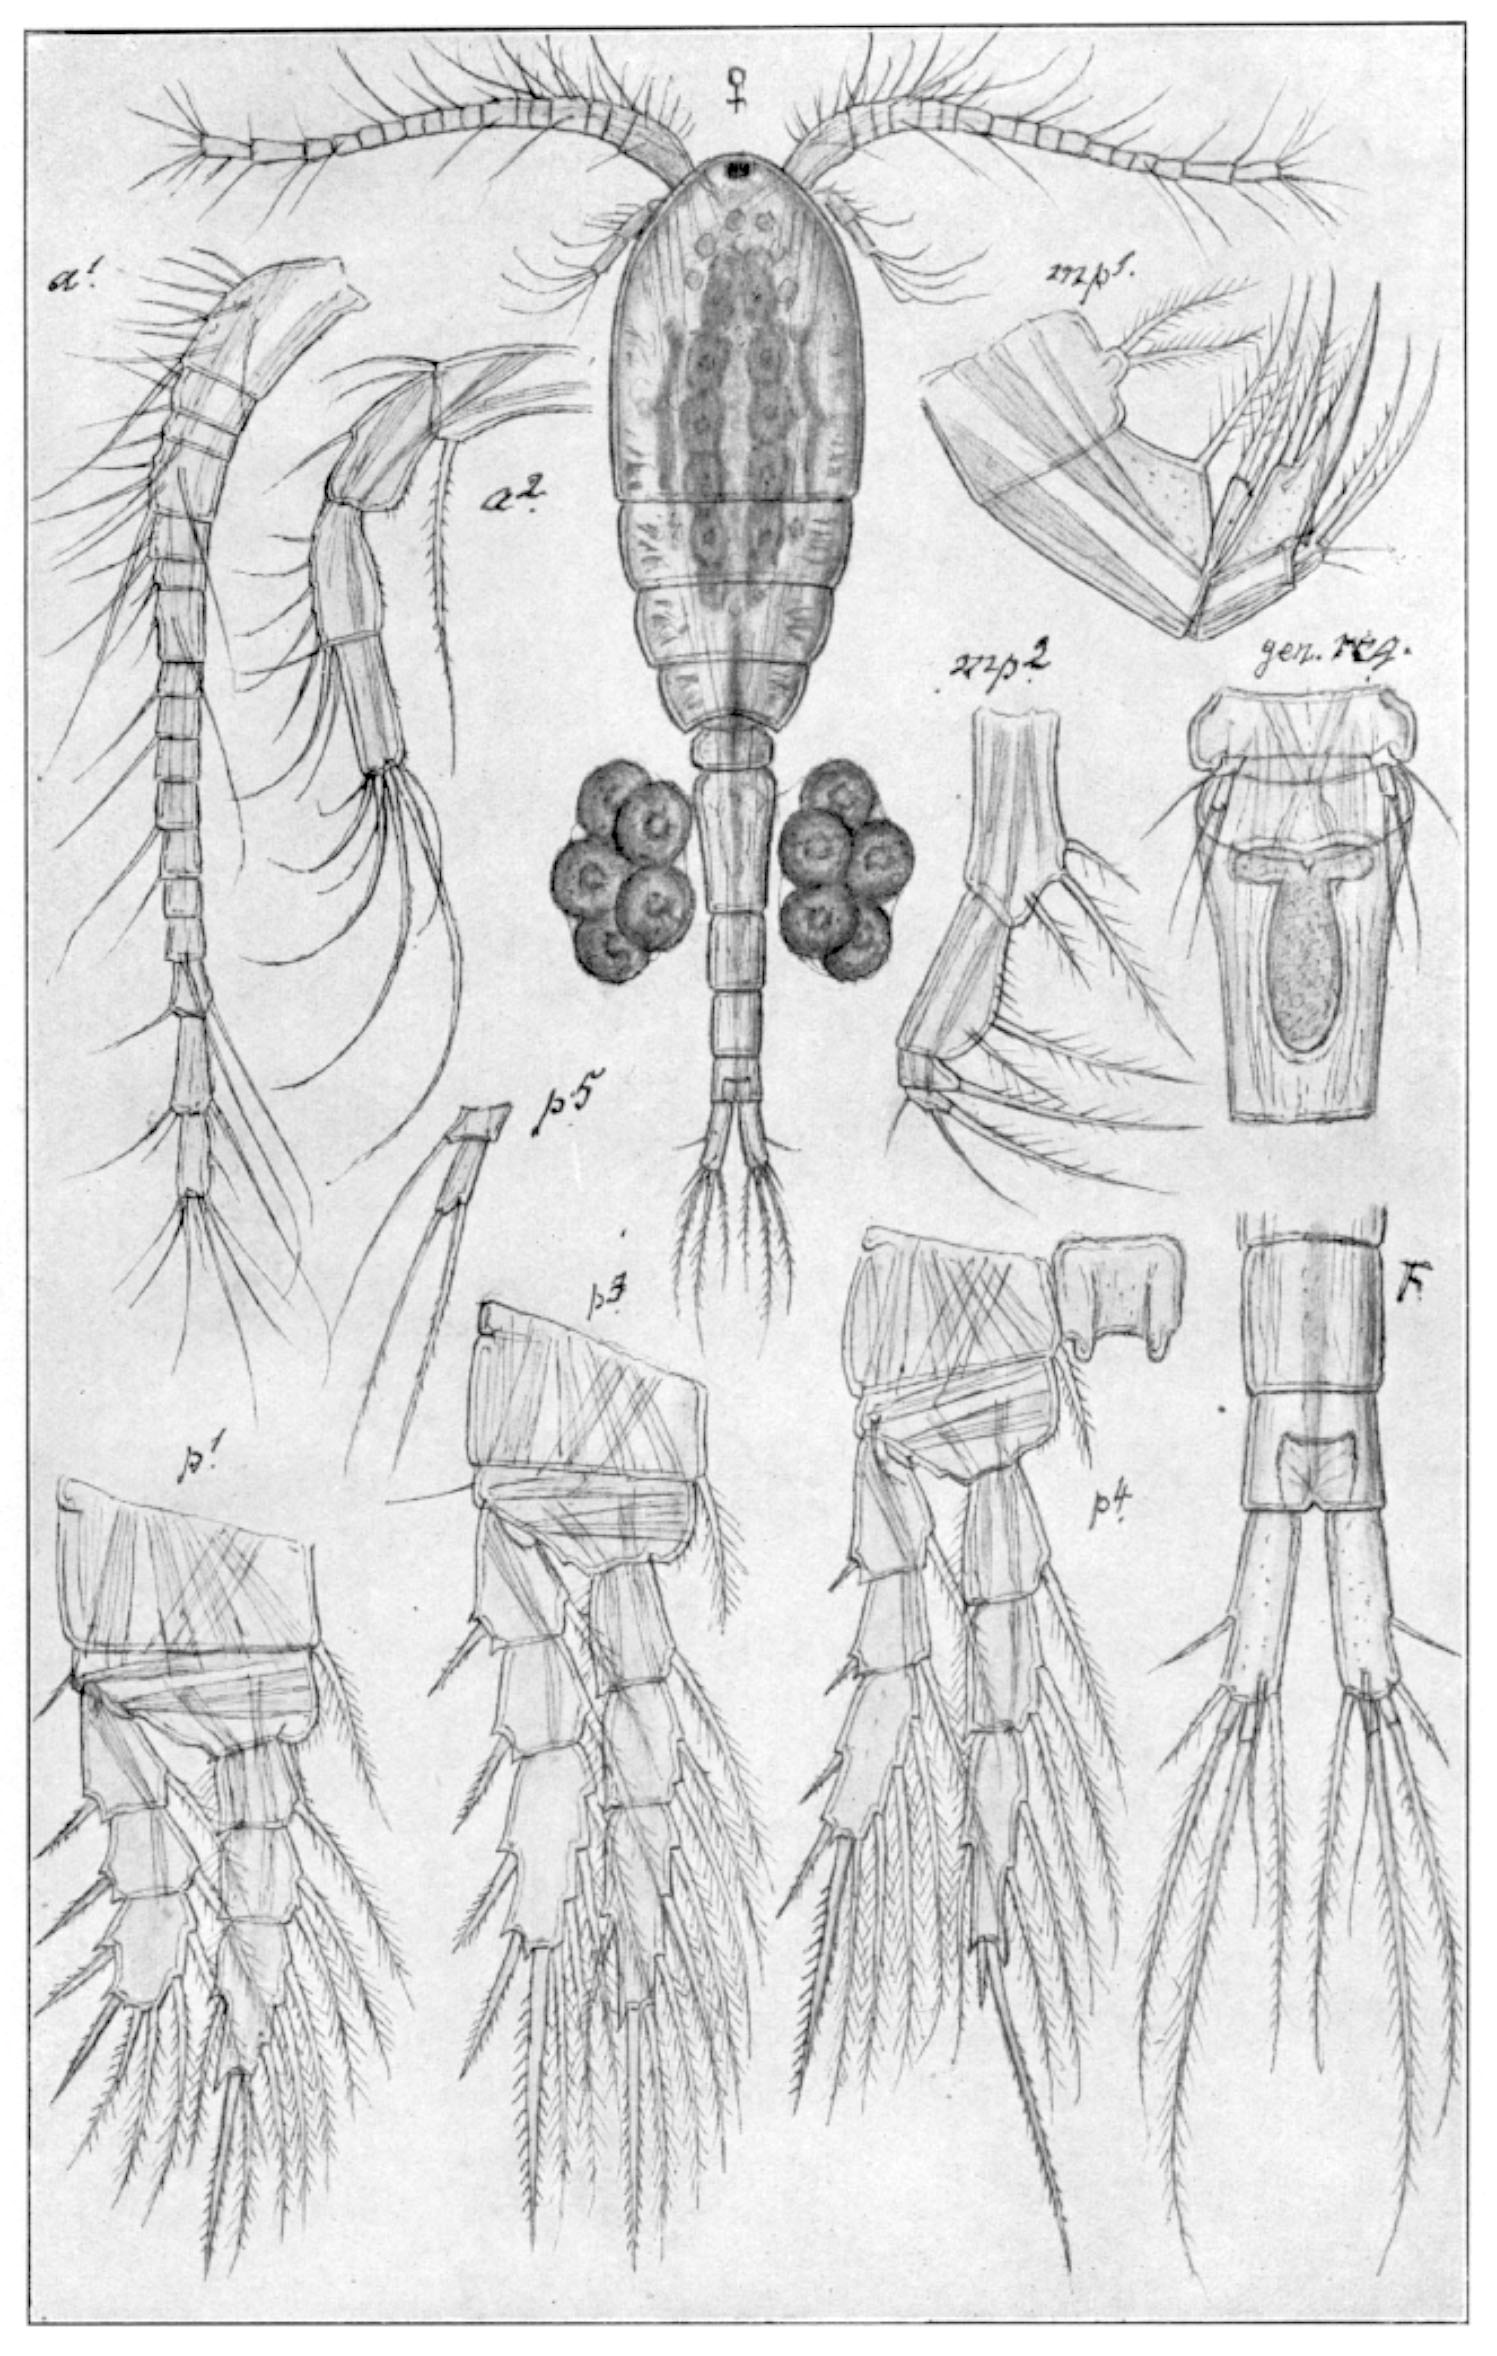 ♀
a¹.
mp¹.
a².
mp²
gen. reg.
p5
p3.
F.
p¹
p4.